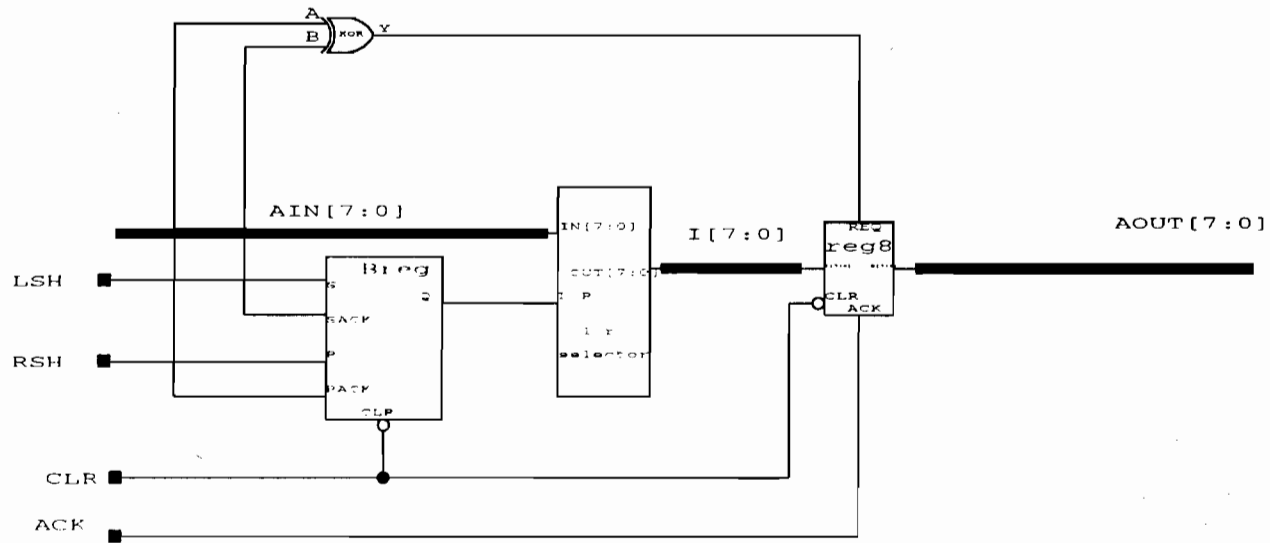 A
B
XOR
Y
AIN[7:0]
IN[7:0]
I[7:0]
REQ
reg8
AOUT[7:0]
Breg
OUT[7:0]
LSH
S
Q
CLR
SACK
ACK
l r
selector
RSH
RACK
CLR
CLR
ACK